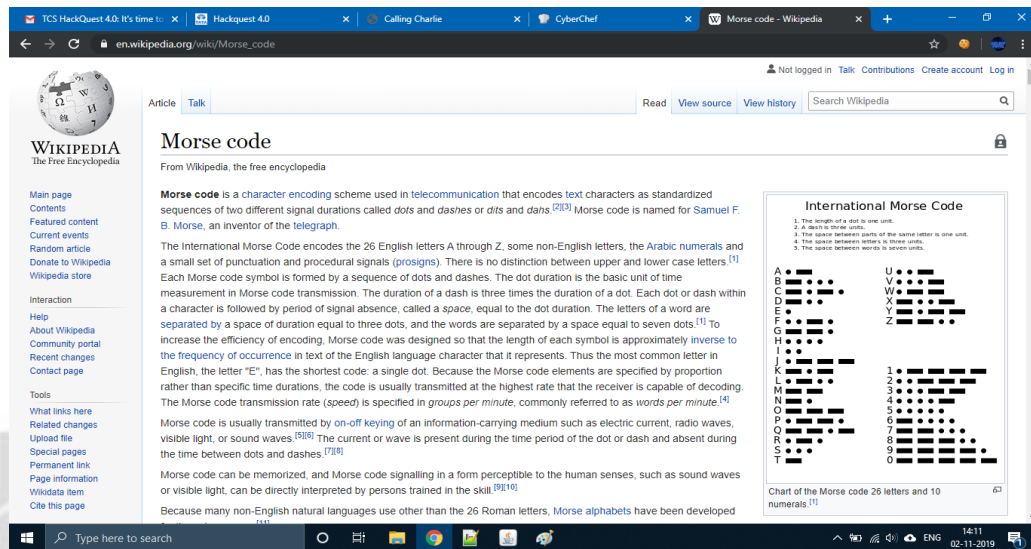 TCS HackQuest 4.0: It's time to
Hackquest 4.0
Calling Charlie
CyberChef
Morse code - Wikipedia
en.wikipedia.org/wiki/Morse_code
Not logged in Talk Contributions Create account Log in
Article Talk
Read View source View history Search Wikipedia
WIKIPEDIA
The Free Encyclopedia
Morse code
From Wikipedia, the free encyclopedia
Main page
Contents
Featured content
Current events
Random article
Donate to Wikipedia
Wikipedia store
Interaction
Help
About Wikipedia
Community portal
Recent changes
Contact page
Tools
What links here
Related changes
Upload file
Special pages
Permanent link
Page information
Wikidata item
Cite this page
Morse code is a character encoding scheme used in telecommunication that encodes text characters as standardized
sequences of two different signal durations called dots and dashes or dits and dahs.[2][3] Morse code is named for Samuel F.
B. Morse, an inventor of the telegraph.
The International Morse Code encodes the 26 English letters A through Z, some non-English letters, the Arabic numerals and
a small set of punctuation and procedural signals (prosigns). There is no distinction between upper and lower case letters.[1]
Each Morse code symbol is formed by a sequence of dots and dashes. The dot duration is the basic unit of time
measurement in Morse code transmission. The duration of a dash is three times the duration of a dot. Each dot or dash within
a character is followed by period of signal absence, called a space, equal to the dot duration. The letters of a word are
separated by a space of duration equal to three dots, and the words are separated by a space equal to seven dots.[1] To
increase the efficiency of encoding, Morse code was designed so that the length of each symbol is approximately inverse to
the frequency of occurrence in text of the English language character that it represents. Thus the most common letter in
English, the letter "E", has the shortest code: a single dot. Because the Morse code elements are specified by proportion
rather than specific time durations, the code is usually transmitted at the highest rate that the receiver is capable of decoding.
The Morse code transmission rate (speed) is specified in groups per minute, commonly referred to as words per minute.[4]
Morse code is usually transmitted by on-off keying of an information-carrying medium such as electric current, radio waves,
visible light, or sound waves.[5][6] The current or wave is present during the time period of the dot or dash and absent during
the time between dots and dashes.[7][8]
Morse code can be memorized, and Morse code signalling in a form perceptible to the human senses, such as sound waves
or visible light, can be directly interpreted by persons trained in the skill.[9][10]
Because many non-English natural languages use other than the 26 Roman letters, Morse alphabets have been developed
International Morse Code
1. The length of a dot is one unit.
2. A dash is three units.
3. The space between parts of the same letter is one unit.
4. The space between letters is three units.
5. The space between words is seven units.
A
B
C
D
E
F
G
H
I
J
K
L
M
N
O
P
Q
R
S
T
U
V
W
X
Y
Z
1
2
3
4
5
6
7
8
9
0
Chart of the Morse code 26 letters and 10
numerals.[1]
Type here to search
ENG
14:11
02-11-2019